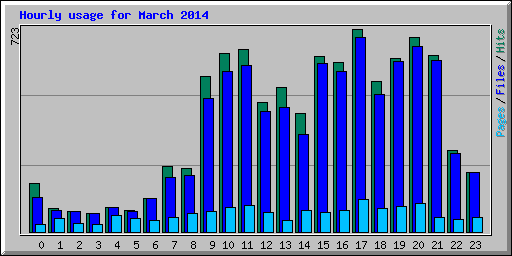 Hourly usage for March 2014
723
Pages / Files / Hits
0 1 2 3 4 5 6 7 8 9 10 11 12 13 14 15 16 17 18 19 20 21 22 23